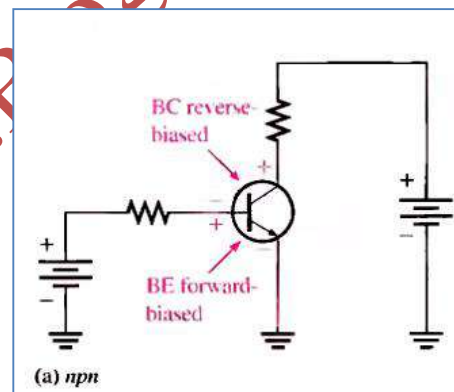 BC reverse-
biased
+
+
−
+
+
−
−
−
BE forward-
biased
(a) npn